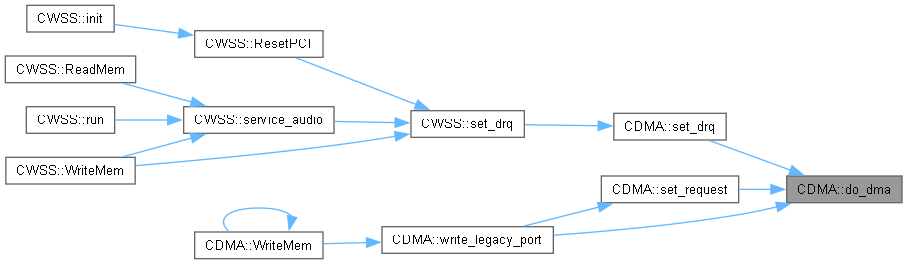 CWSS::init
CWSS::ResetPCI
CWSS::ReadMem
CWSS::run
CWSS::service_audio
CWSS::set_drq
CDMA::set_drq
CWSS::WriteMem
CDMA::set_request
CDMA::do_dma
CDMA::WriteMem
CDMA::write_legacy_port